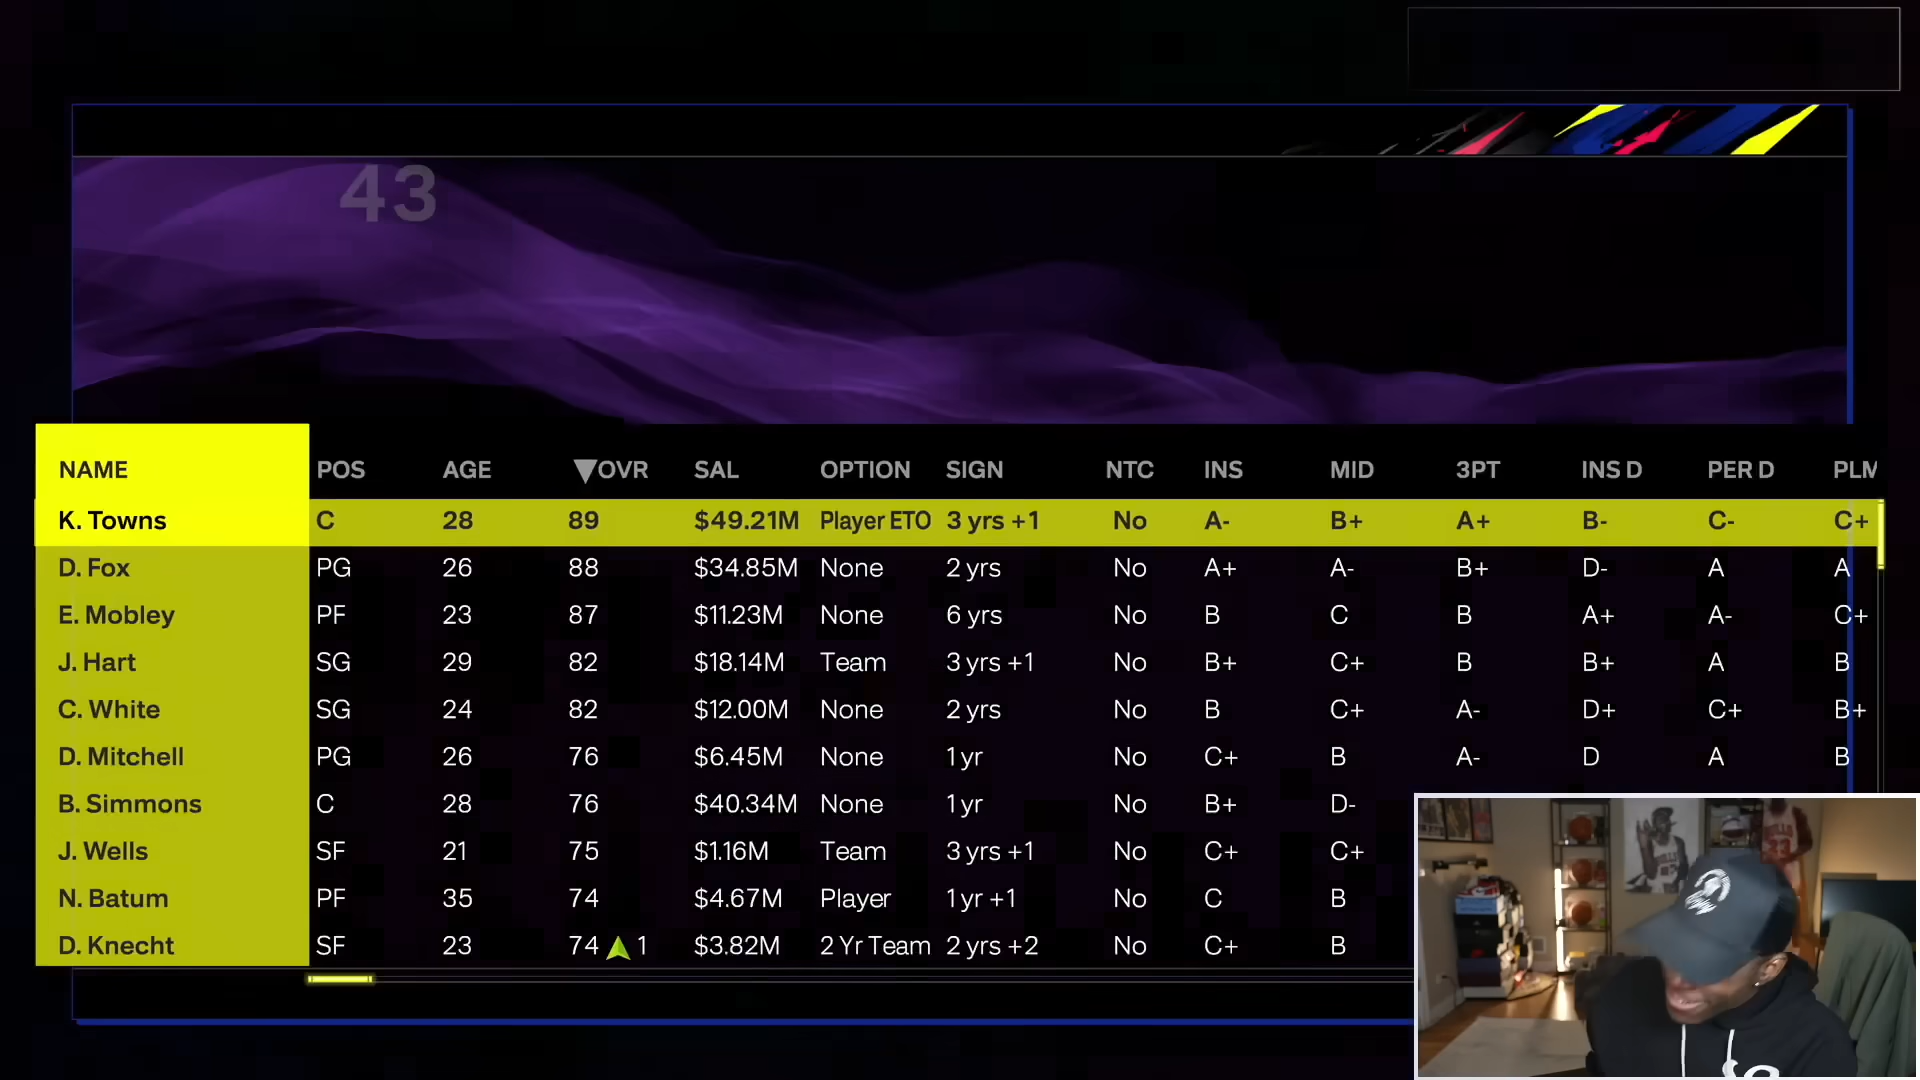 43
NAME POS AGE ▼OVR SAL OPTION SIGN NTC INS MID 3PT INS D PER D PLM
K. Towns C 28 89 $49.21M Player ETO 3 yrs +1 No A- B+ A+ B- C- C+
D. Fox PG 26 88 $34.85M None 2 yrs No A+ A- B+ D- A A
E. Mobley PF 23 87 $11.23M None 6 yrs No B C B A+ A- C+
J. Hart SG 29 82 $18.14M Team 3 yrs +1 No B+ C+ B B+ A B
C. White SG 24 82 $12.00M None 2 yrs No B C+ A- D+ C+ B+
D. Mitchell PG 26 76 $6.45M None 1 yr No C+ B A- D A B
B. Simmons C 28 76 $40.34M None 1 yr No B+ D-
J. Wells SF 21 75 $1.16M Team 3 yrs +1 No C+ C+
N. Batum PF 35 74 $4.67M Player 1 yr +1 No C B
D. Knecht SF 23 74 ▲ 1 $3.82M 2 Yr Team 2 yrs +2 No C+ B